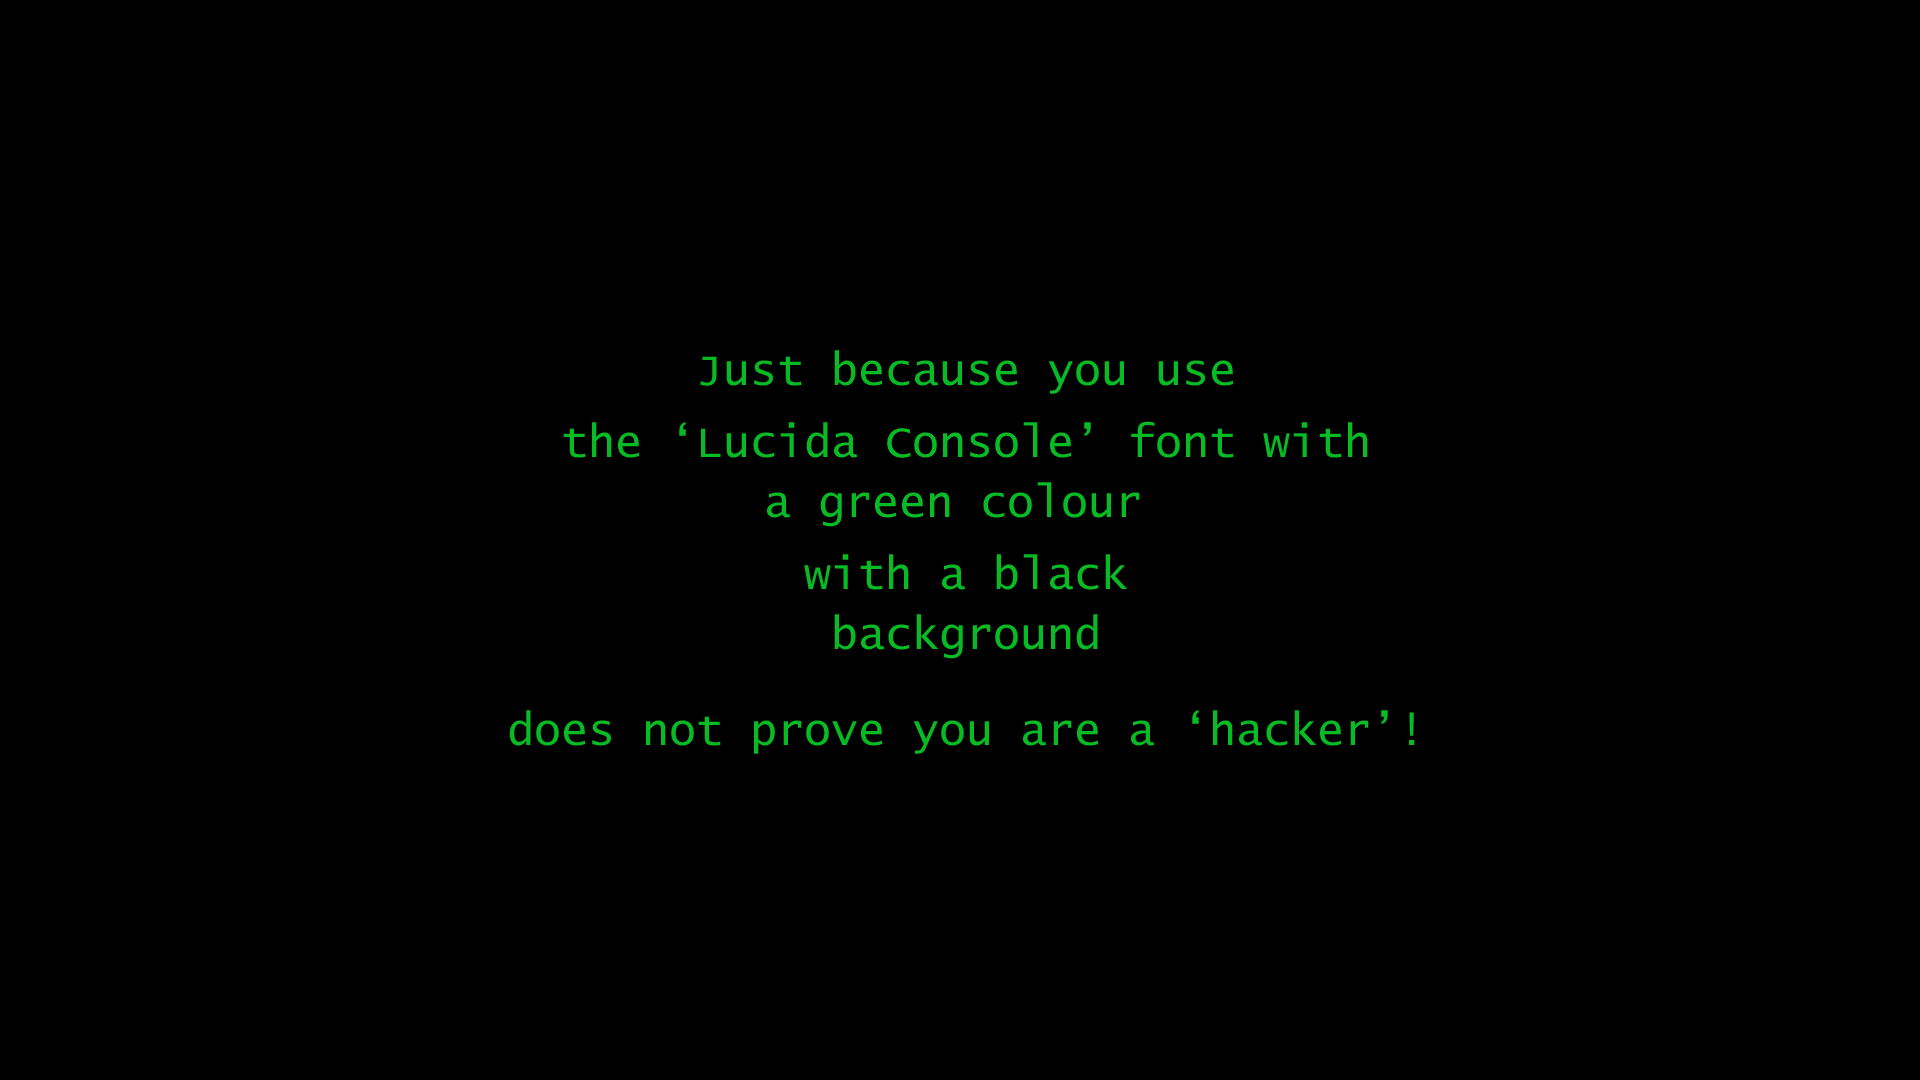 Just because you use
the ‘Lucida Console’ font with
a green colour
with a black
background
does not prove you are a ‘hacker’!